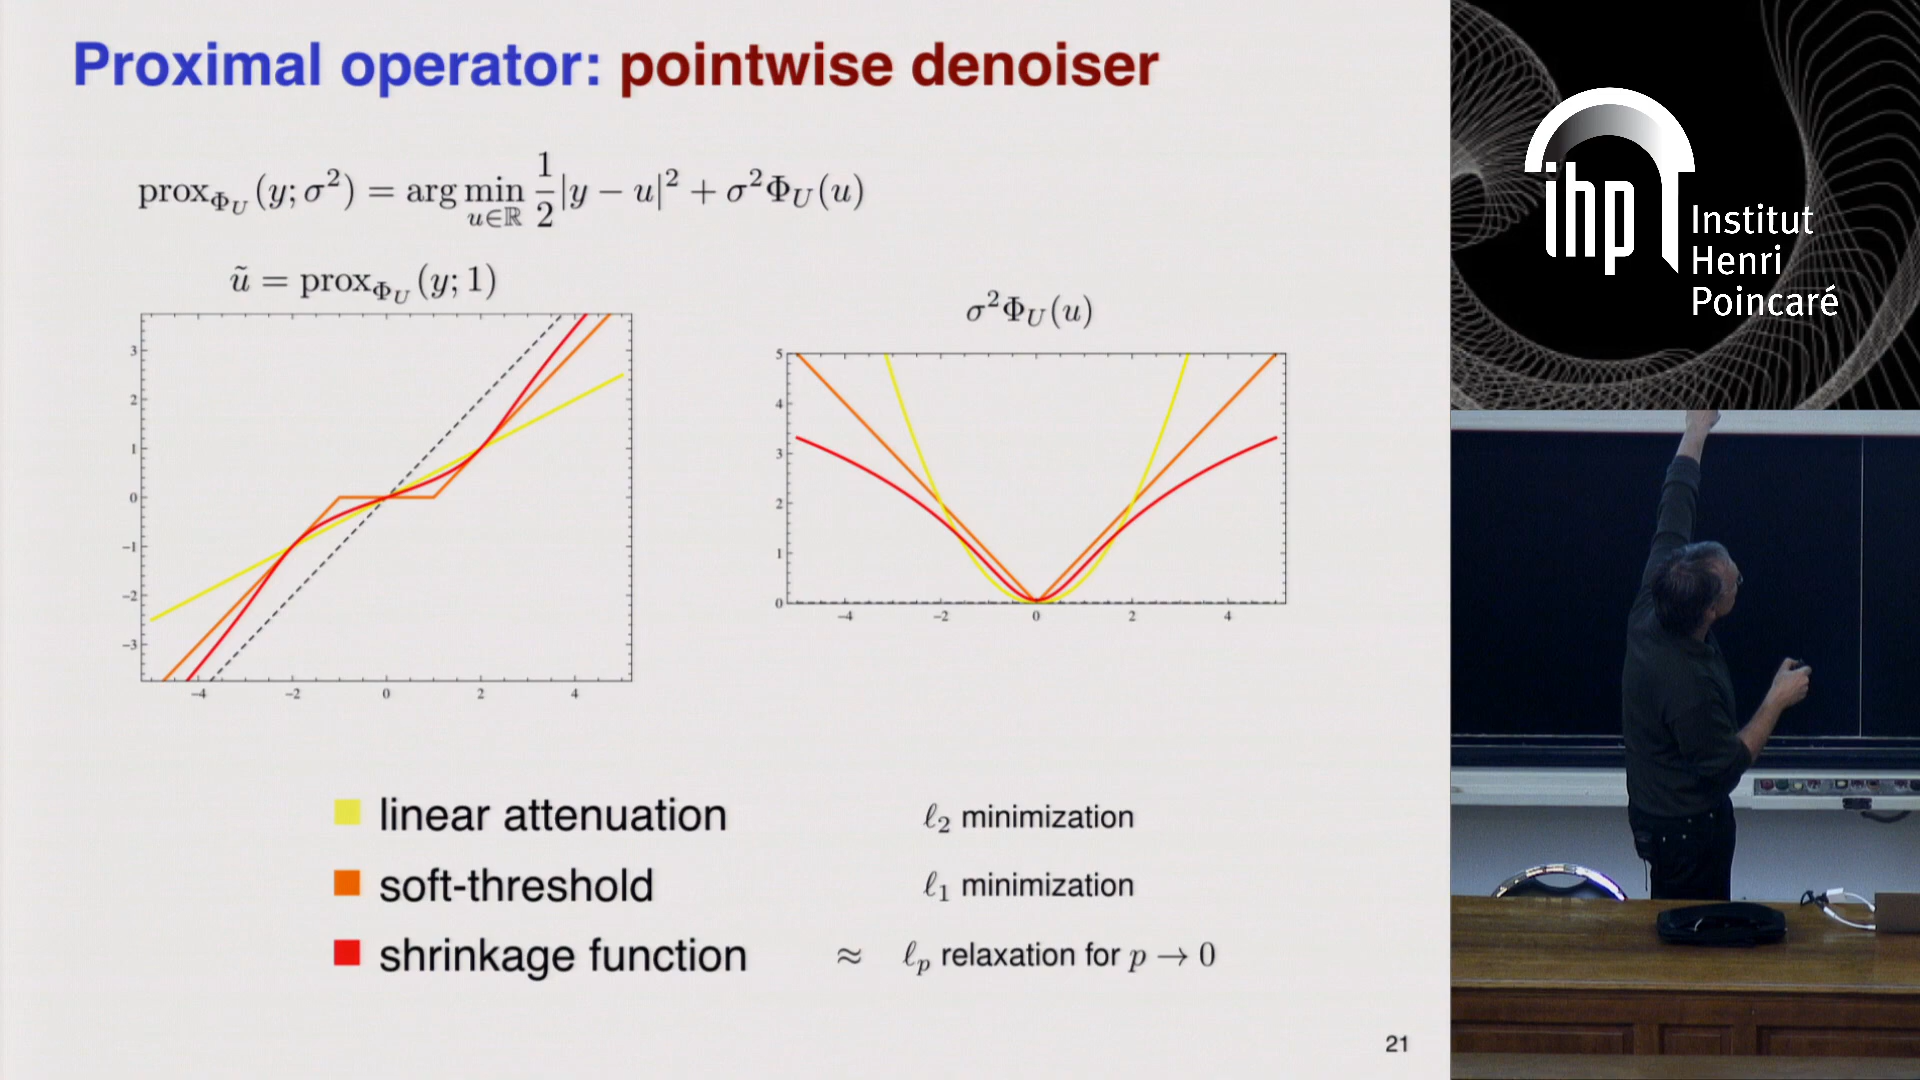 Proximal operator: pointwise denoiser
prox_{Φ_U}(y; σ²) = arg min_{u∈ℝ} 1/2 |y − u|² + σ²Φ_U(u)
ũ = prox_{Φ_U}(y; 1)
σ²Φ_U(u)
3
2
1
0
−1
−2
−3
−4 −2 0 2 4
5
4
3
2
1
0
−4 −2 0 2 4
linear attenuation ℓ₂ minimization
soft-threshold ℓ₁ minimization
shrinkage function ≈ ℓₚ relaxation for p → 0
21
ihp
Institut
Henri
Poincaré